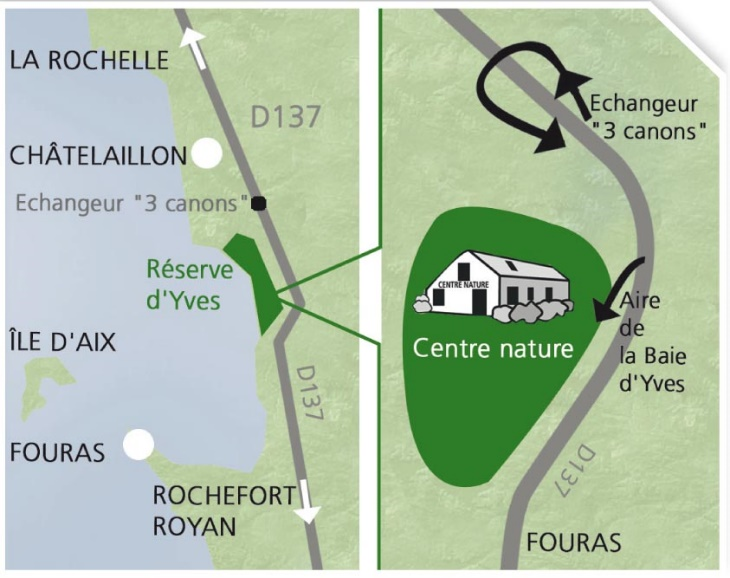 LA ROCHELLE
D137
CHÂTELAILLON
Echangeur "3 canons"
Réserve
d'Yves
ÎLE D'AIX
D137
FOURAS
ROCHEFORT
ROYAN
Echangeur
"3 canons"
CENTRE NATURE
Centre nature
Aire
de
la Baie
d'Yves
D137
FOURAS